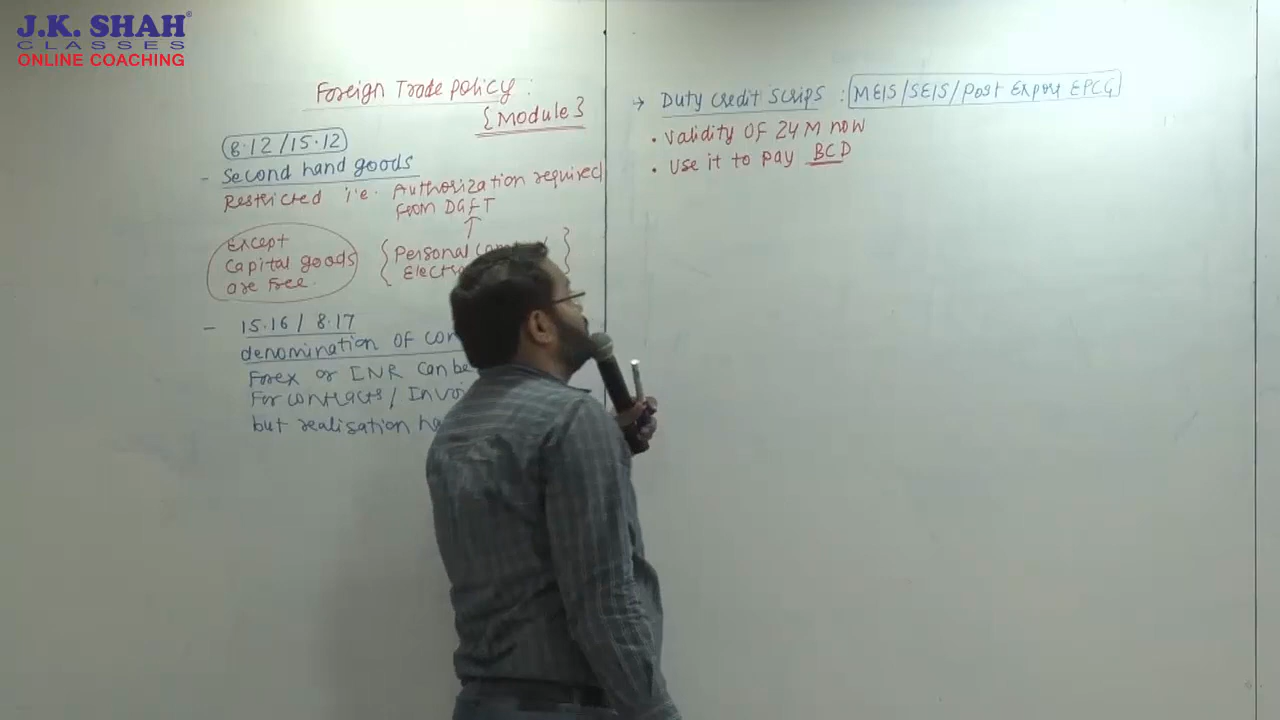 J.K. SHAH®
CLASSES
ONLINE COACHING
Foreign Trade Policy :
{Module 3
8.12/15.12
- Second hand goods
Restricted i.e. Authorization required
from DGFT
Except
Capital goods
are Free.
{Personal
- 15.16 / 8.17
denomination of
Forex or INR can be
For contracts /
but realisation
→ Duty credit scrips : MEIS/SEIS/Post Export EPCG
• Validity of 24 M now
• Use it to pay BCD